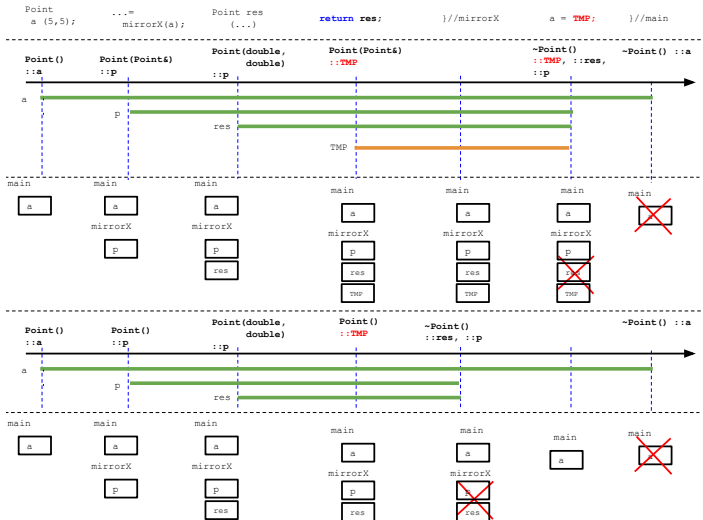 Point
a (5,5);
...=
mirrorX(a);
Point res
(...)
return res;
}//mirrorX
a = TMP;
}//main
Point()
::a
Point(Point&)
::p
Point(double,
double)
::p
Point(Point&)
::TMP
~Point()
::TMP, ::res,
::p
~Point() ::a
a
p
res
TMP
main
main
main
main
main
main
main
a
a
a
a
a
a
a
mirrorX
mirrorX
mirrorX
mirrorX
mirrorX
p
p
p
p
p
res
res
res
res
TMP
TMP
TMP
Point()
::a
Point()
::p
Point(double,
double)
::p
Point()
::TMP
~Point()
::res, ::p
~Point() ::a
a
p
res
main
main
main
main
main
main
main
a
a
a
a
a
a
a
mirrorX
mirrorX
mirrorX
mirrorX
p
p
p
p
res
res
res